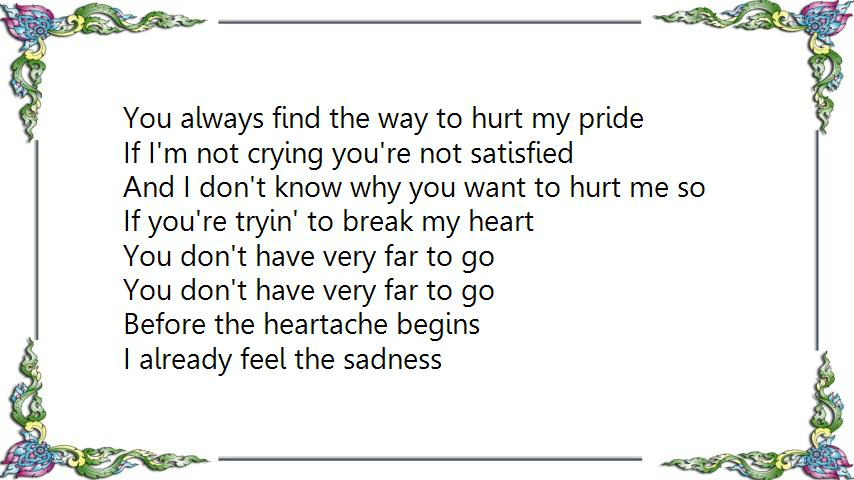 You always find the way to hurt my pride
If I'm not crying you're not satisfied
And I don't know why you want to hurt me so
If you're tryin' to break my heart
You don't have very far to go
You don't have very far to go
Before the heartache begins
I already feel the sadness